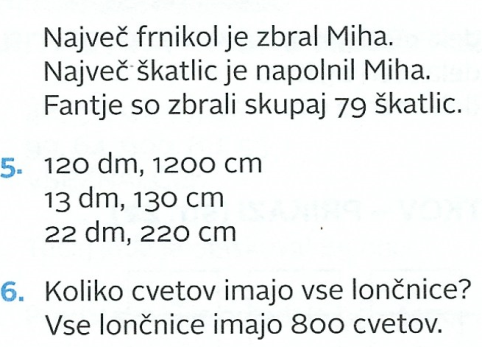 Največ frnikol je zbral Miha.
Največ škatlic je napolnil Miha.
Fantje so zbrali skupaj 79 škatlic.
5. 120 dm, 1200 cm
13 dm, 130 cm
22 dm, 220 cm
6. Koliko cvetov imajo vse lončnice?
Vse lončnice imajo 800 cvetov.